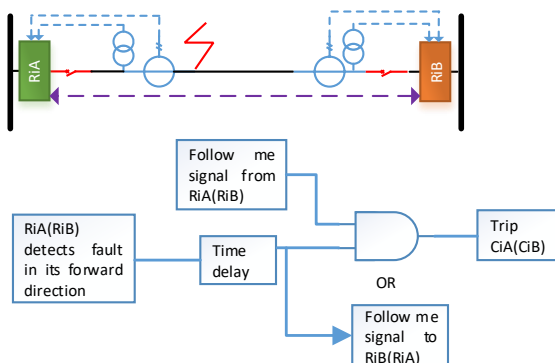 RiA
RiB
Follow me
signal from
RiA(RiB)
RiA(RiB)
detects fault
in its forward
direction
Time
delay
Trip
CiA(CiB)
OR
Follow me
signal to
RiB(RiA)